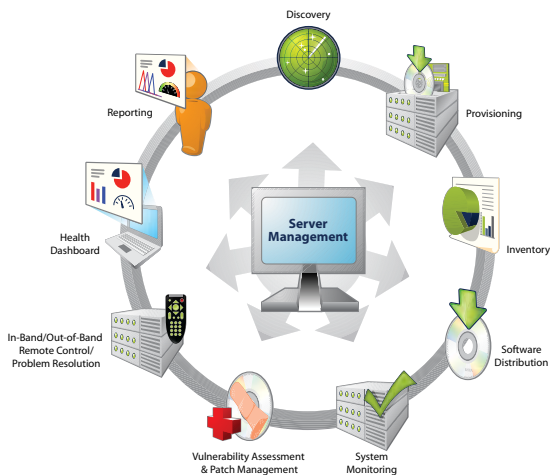 Discovery
Provisioning
Inventory
Software
Distribution
System
Monitoring
Vulnerability Assessment
& Patch Management
In-Band/Out-of-Band
Remote Control/
Problem Resolution
Health
Dashboard
Reporting
Server
Management